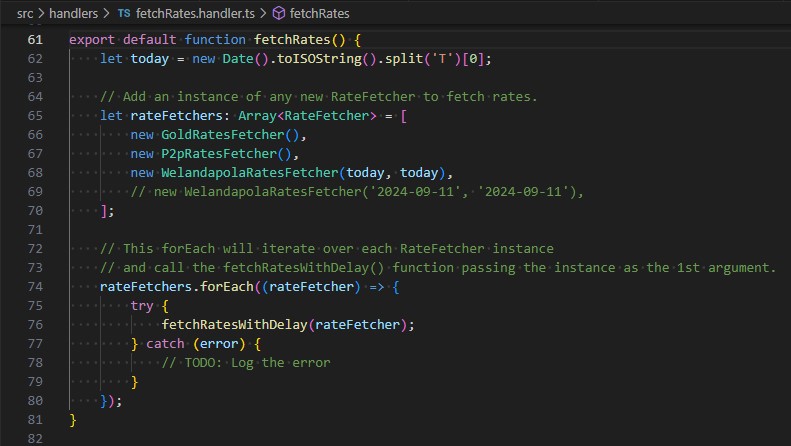 src > handlers > TS fetchRates.handler.ts > fetchRates
61 export default function fetchRates() {
62     let today = new Date().toISOString().split('T')[0];
63
64     // Add an instance of any new RateFetcher to fetch rates.
65     let rateFetchers: Array<RateFetcher> = [
66         new GoldRatesFetcher(),
67         new P2pRatesFetcher(),
68         new WelandapolaRatesFetcher(today, today),
69         // new WelandapolaRatesFetcher('2024-09-11', '2024-09-11'),
70     ];
71
72     // This forEach will iterate over each RateFetcher instance
73     // and call the fetchRatesWithDelay() function passing the instance as the 1st argument.
74     rateFetchers.forEach((rateFetcher) => {
75         try {
76             fetchRatesWithDelay(rateFetcher);
77         } catch (error) {
78             // TODO: Log the error
79         }
80     });
81 }
82